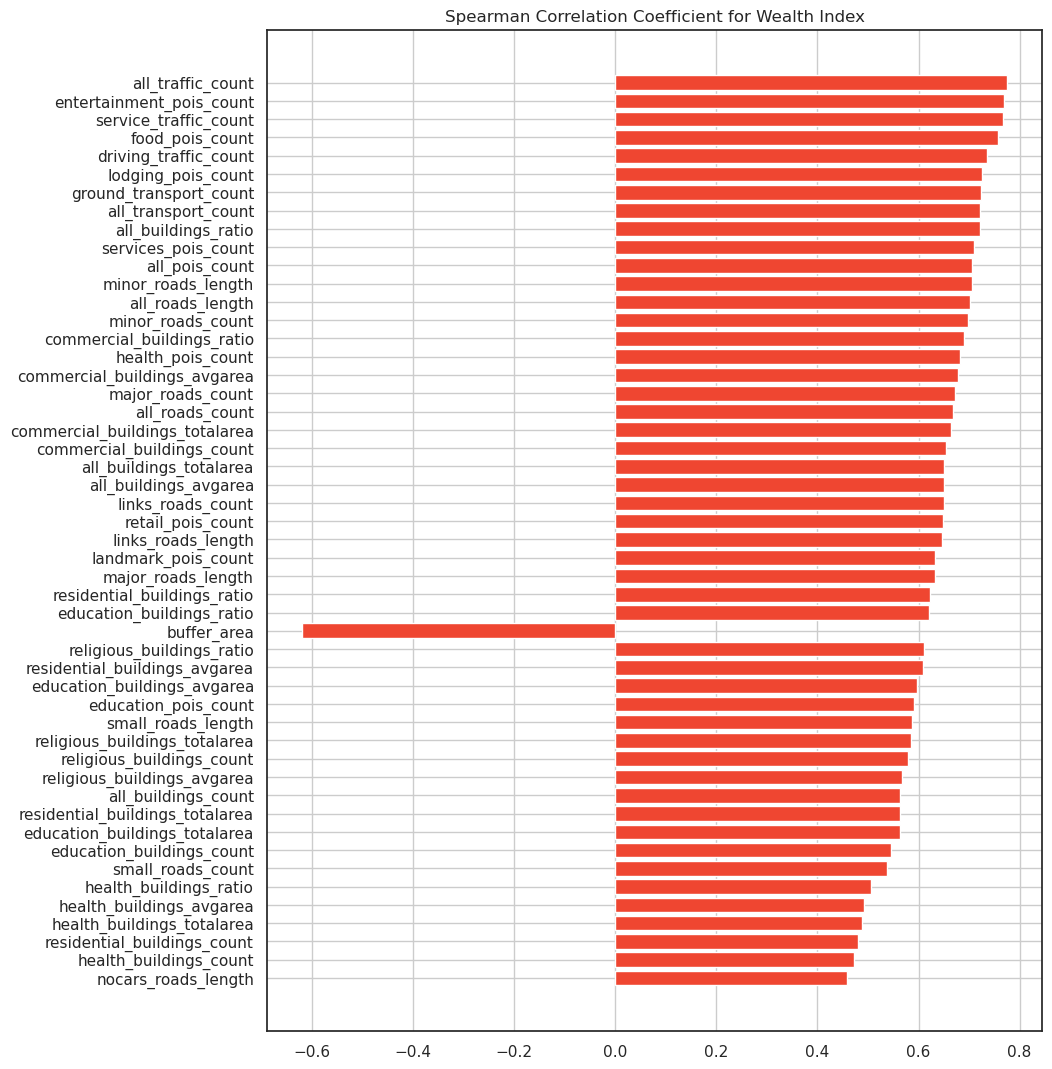 Spearman Correlation Coefficient for Wealth Index
all_traffic_count
entertainment_pois_count
service_traffic_count
food_pois_count
driving_traffic_count
lodging_pois_count
ground_transport_count
all_transport_count
all_buildings_ratio
services_pois_count
all_pois_count
minor_roads_length
all_roads_length
minor_roads_count
commercial_buildings_ratio
health_pois_count
commercial_buildings_avgarea
major_roads_count
all_roads_count
commercial_buildings_totalarea
commercial_buildings_count
all_buildings_totalarea
all_buildings_avgarea
links_roads_count
retail_pois_count
links_roads_length
landmark_pois_count
major_roads_length
residential_buildings_ratio
education_buildings_ratio
buffer_area
religious_buildings_ratio
residential_buildings_avgarea
education_buildings_avgarea
education_pois_count
small_roads_length
religious_buildings_totalarea
religious_buildings_count
religious_buildings_avgarea
all_buildings_count
residential_buildings_totalarea
education_buildings_totalarea
education_buildings_count
small_roads_count
health_buildings_ratio
health_buildings_avgarea
health_buildings_totalarea
residential_buildings_count
health_buildings_count
nocars_roads_length
−0.6 −0.4 −0.2 0.0 0.2 0.4 0.6 0.8